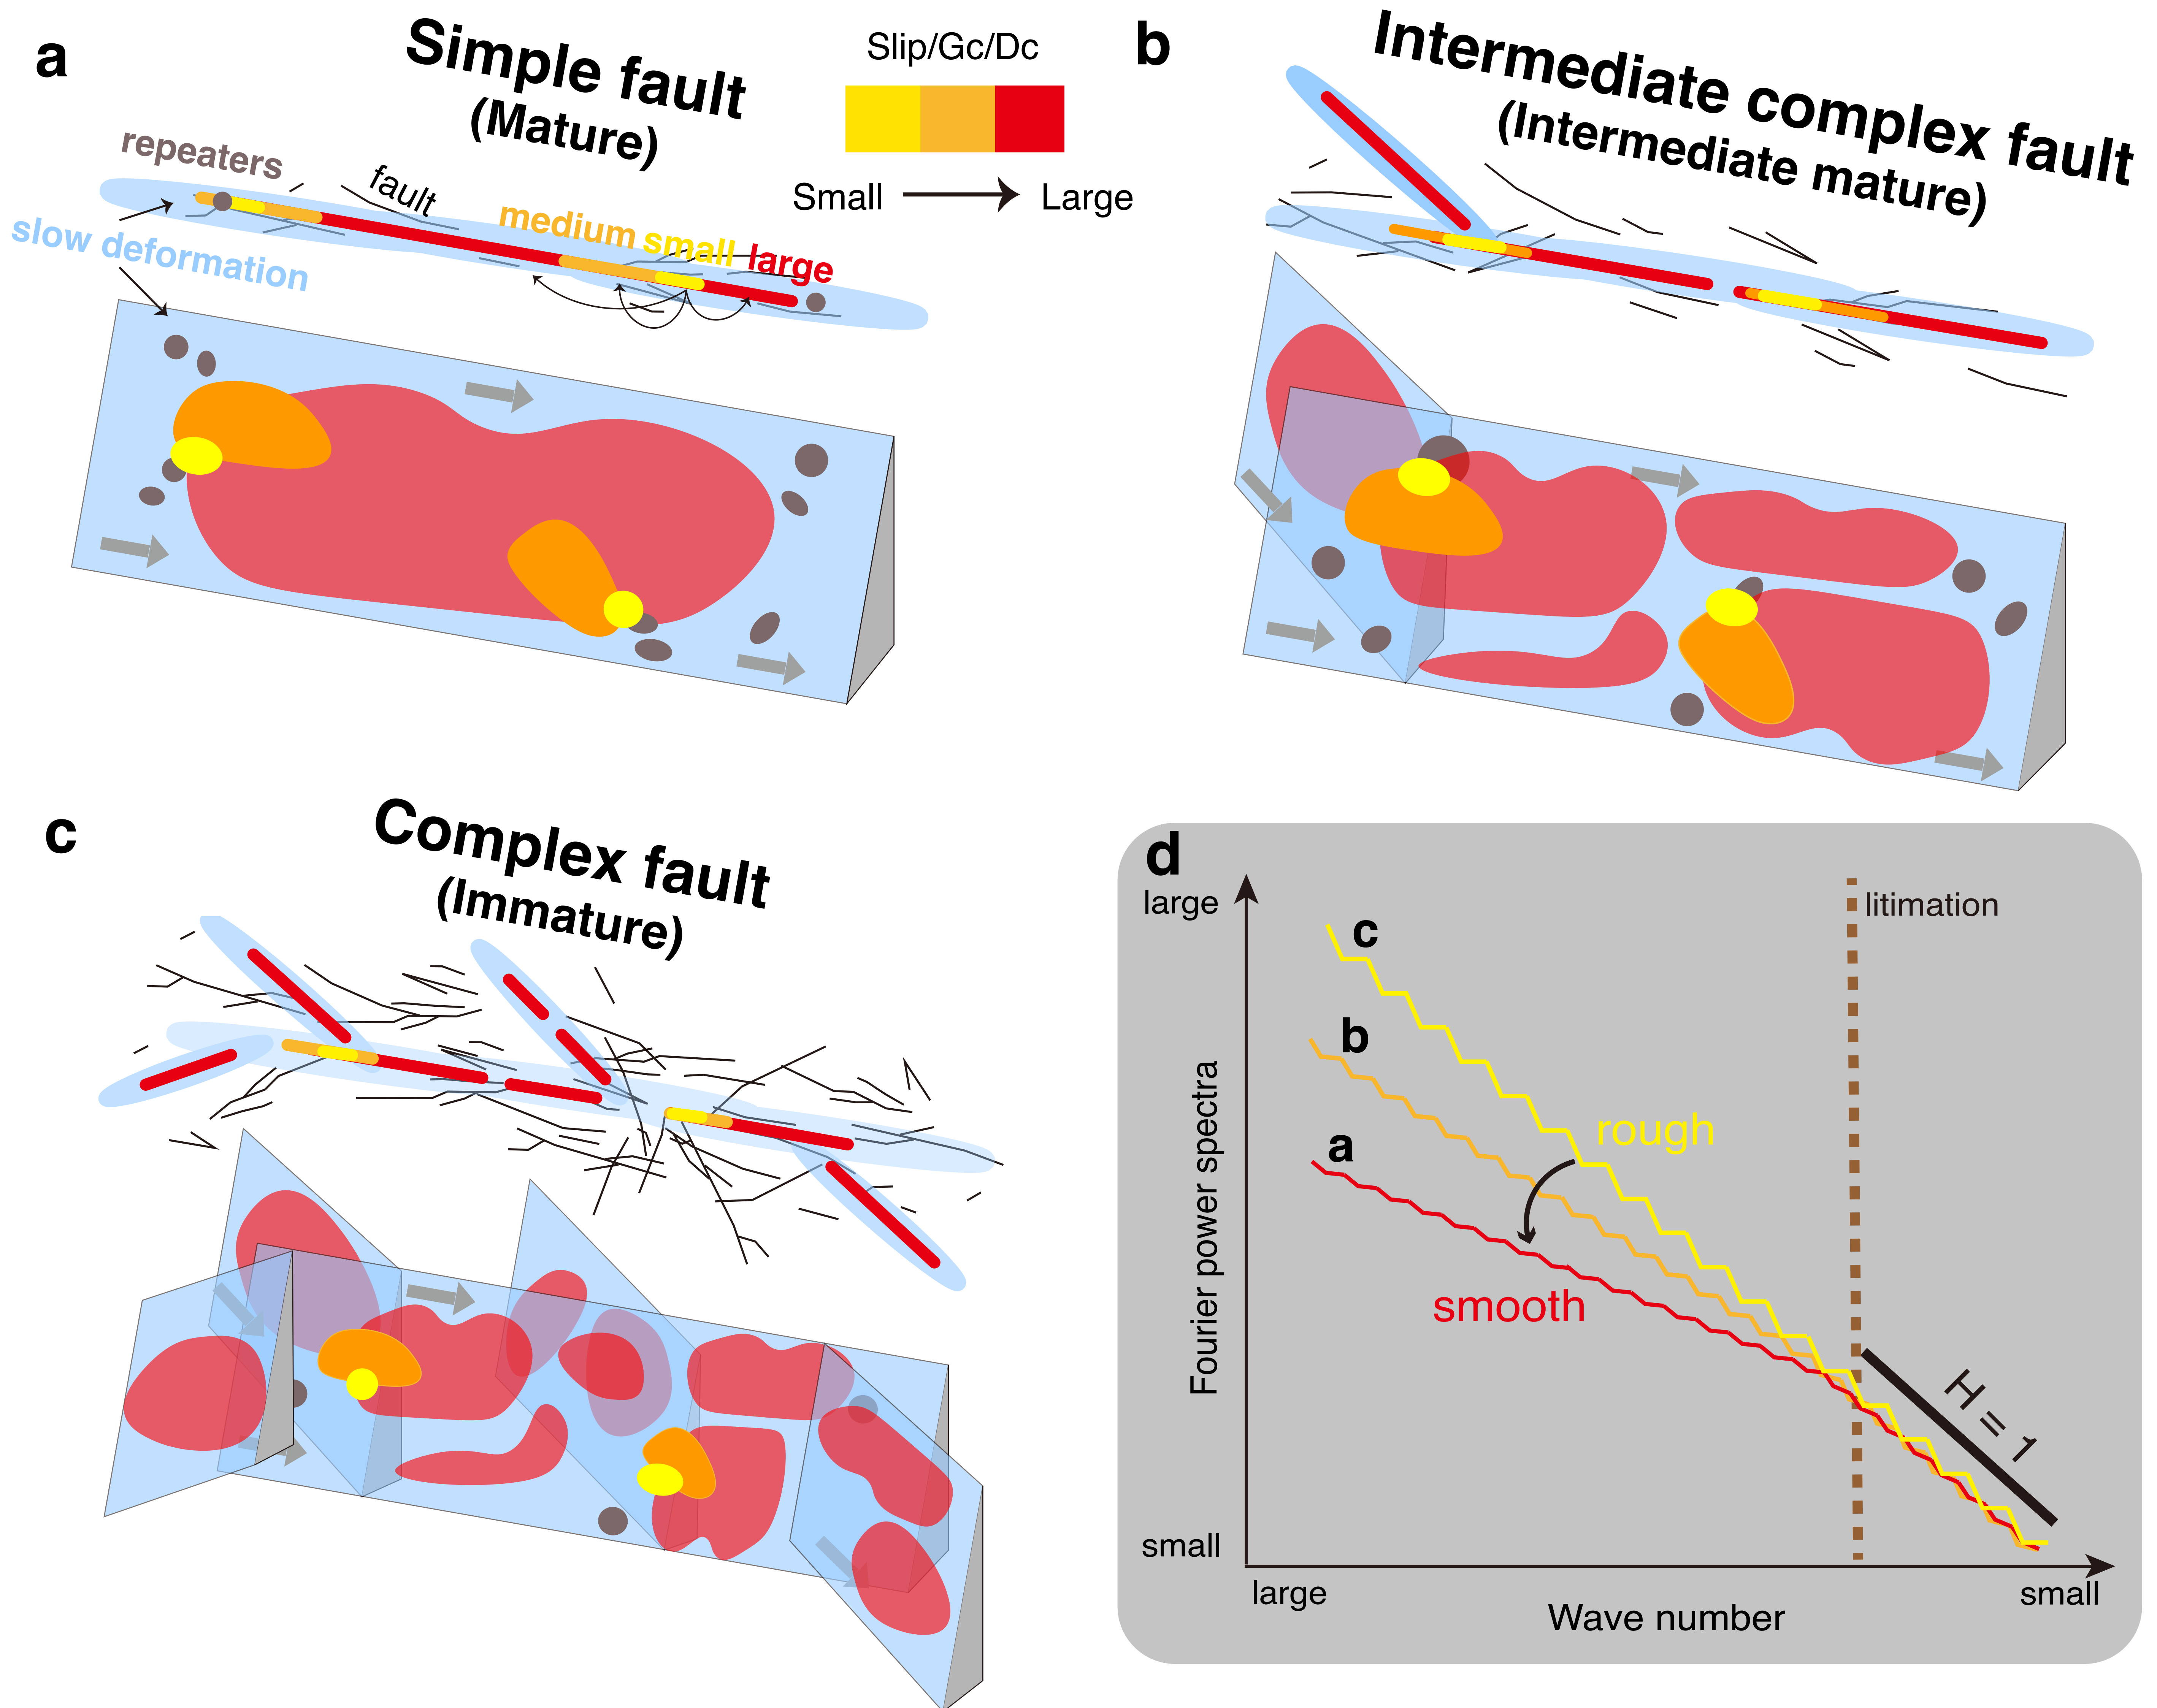 a
Simple fault
(Mature)
Slip/Gc/Dc
Small
Large
repeaters
fault
slow deformation
medium
small
large
b
Intermediate complex fault
(Intermediate mature)
c
Complex fault
(Immature)
d
large
litimation
c
b
rough
a
smooth
Fourier power spectra
H = 1
small
large
small
Wave number